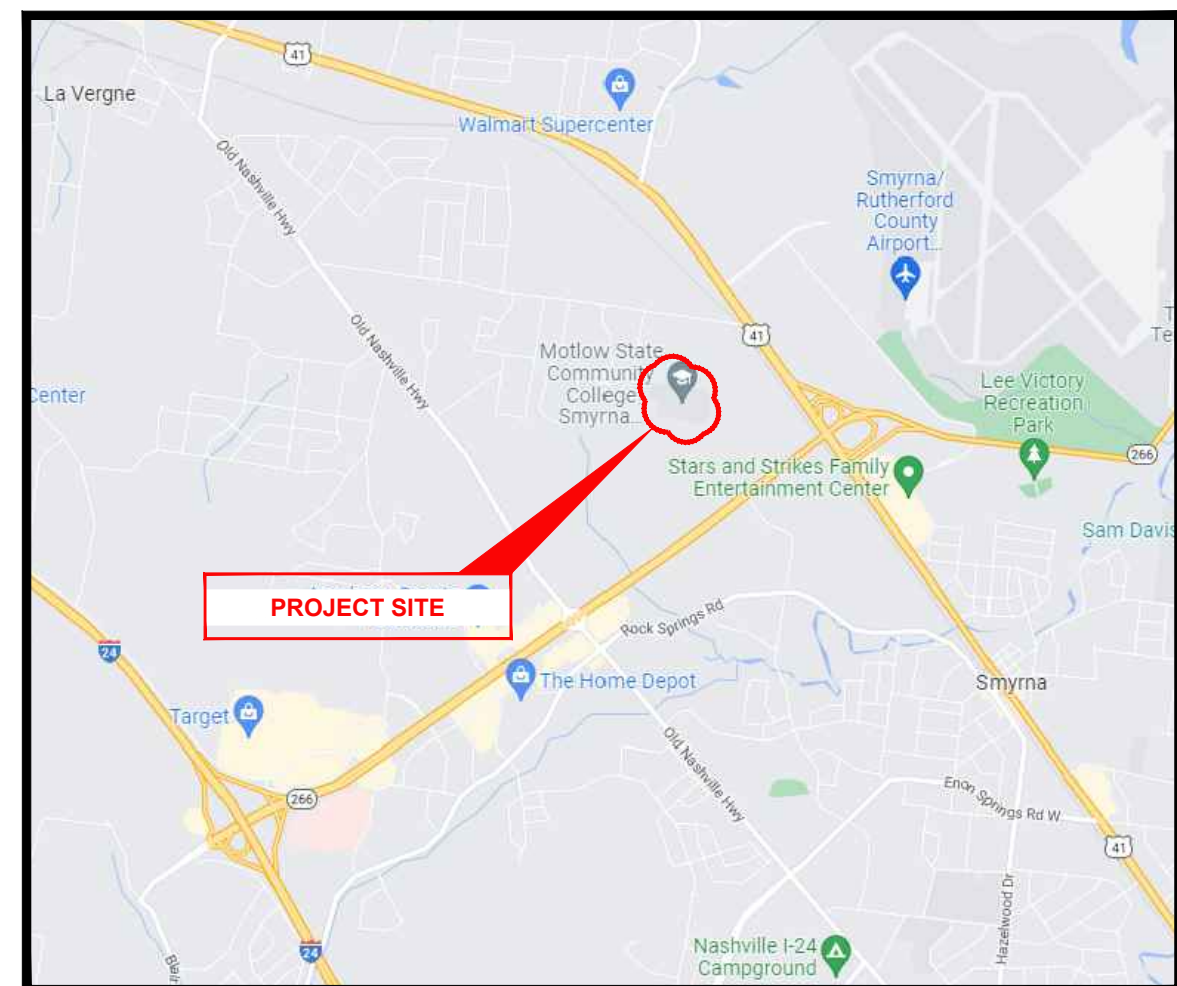 41
La Vergne
Walmart Supercenter
Old Nashville Hwy
Smyrna/
Rutherford
County
Airport...
Old Nashville Hwy
41
Motlow State
Community
College
Smyrna...
Te
Center
Lee Victory
Recreation
Park
266
Stars and Strikes Family
Entertainment Center
Sam Davis
PROJECT SITE
Rock Springs Rd
24
The Home Depot
Smyrna
Target
Old Nashville Hwy
266
Enon Springs Rd W
41
Hazelwood Dr
24
Nashville I-24
Campground
Blair